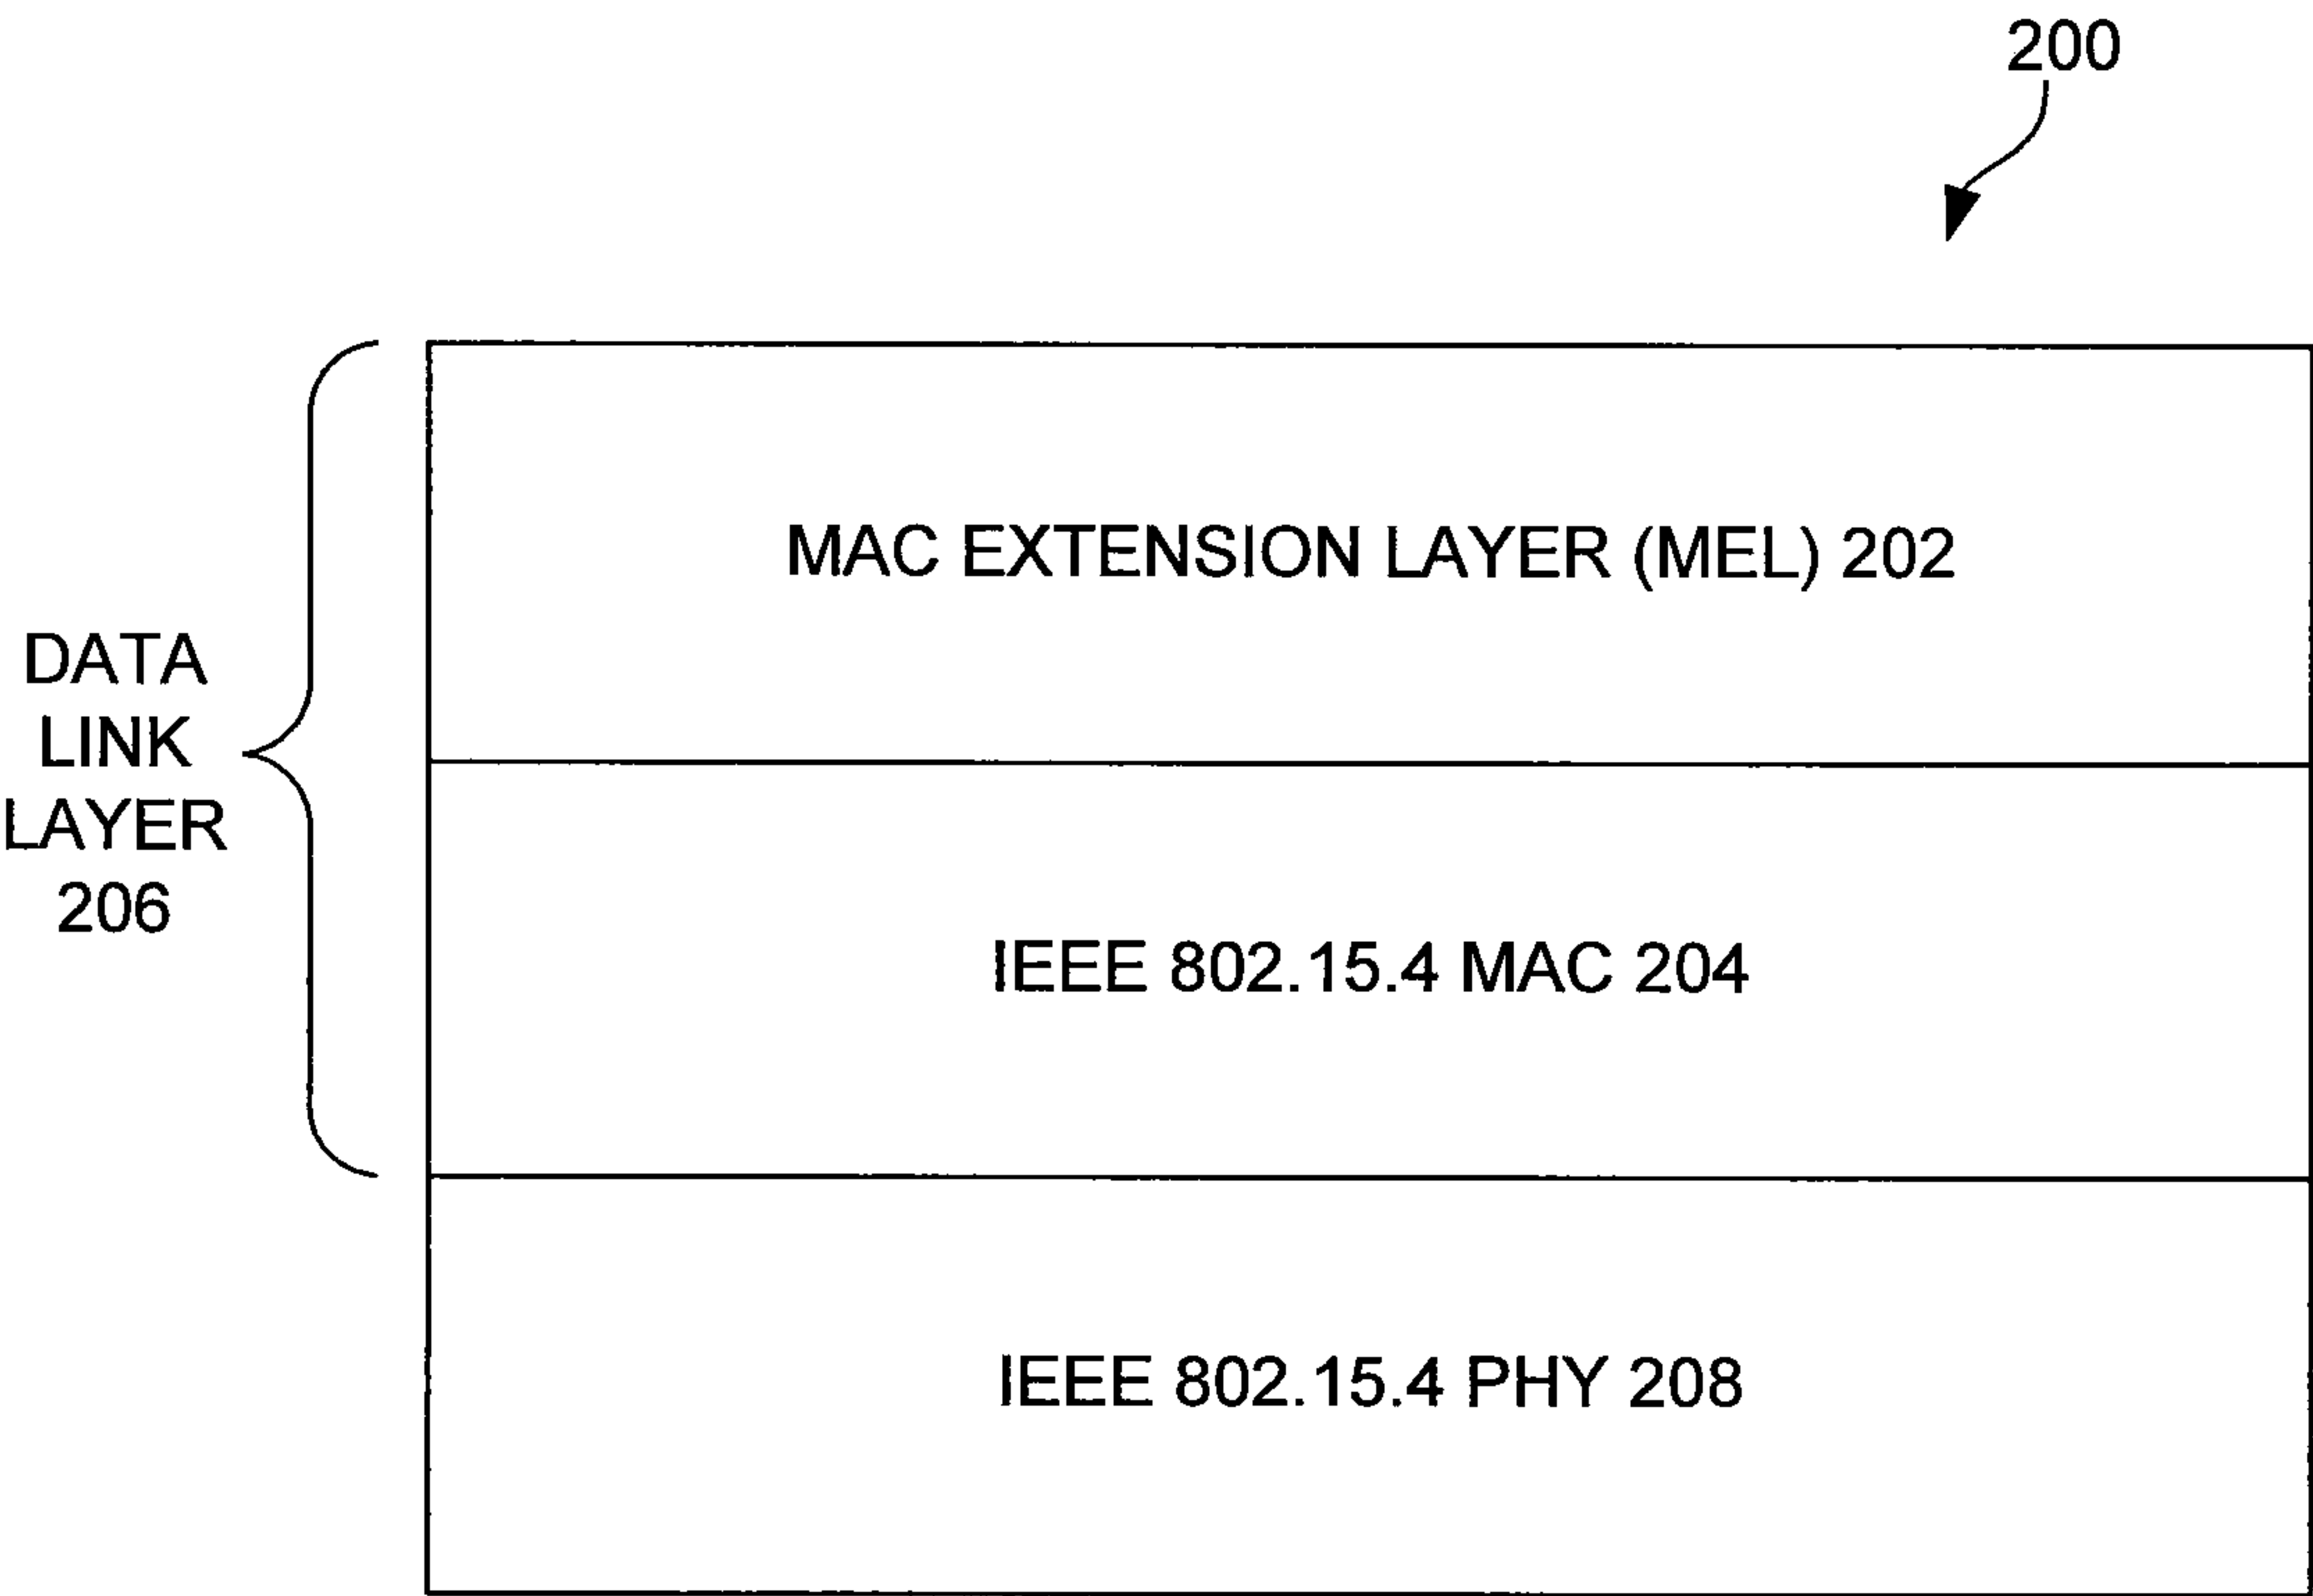 200
MAC EXTENSION LAYER (MEL) 202
DATA
LINK
LAYER
206
IEEE 802.15.4 MAC 204
IEEE 802.15.4 PHY 208